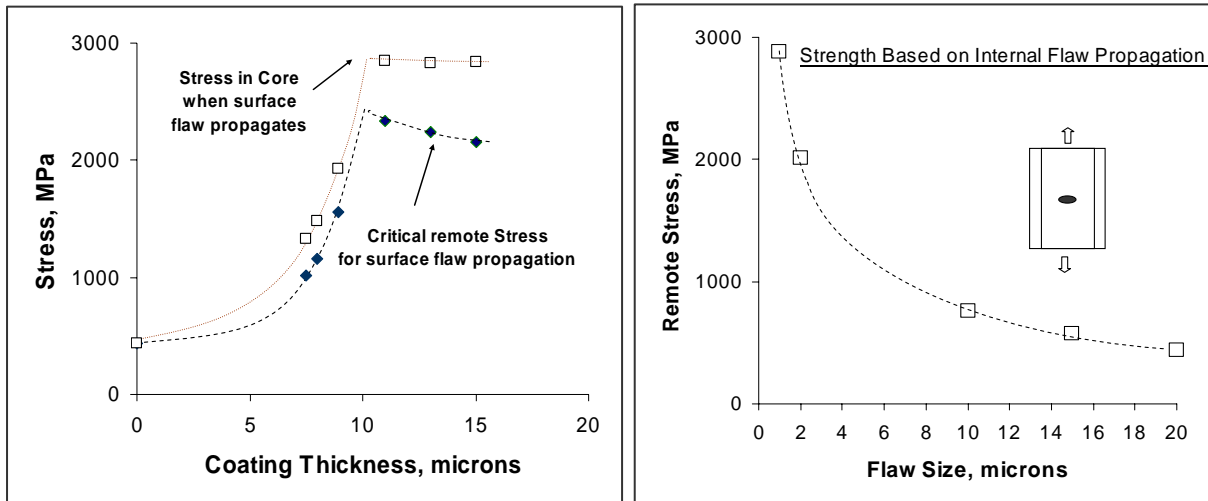 3000
Stress in Core
when surface
flaw propagates
2000
Stress, MPa
Critical remote Stress
for surface flaw propagation
1000
0
0 5 10 15 20
Coating Thickness, microns
3000
Strength Based on Internal Flaw Propagation
2000
Remote Stress, MPa
1000
0
0 2 4 6 8 10 12 14 16 18 20
Flaw Size, microns